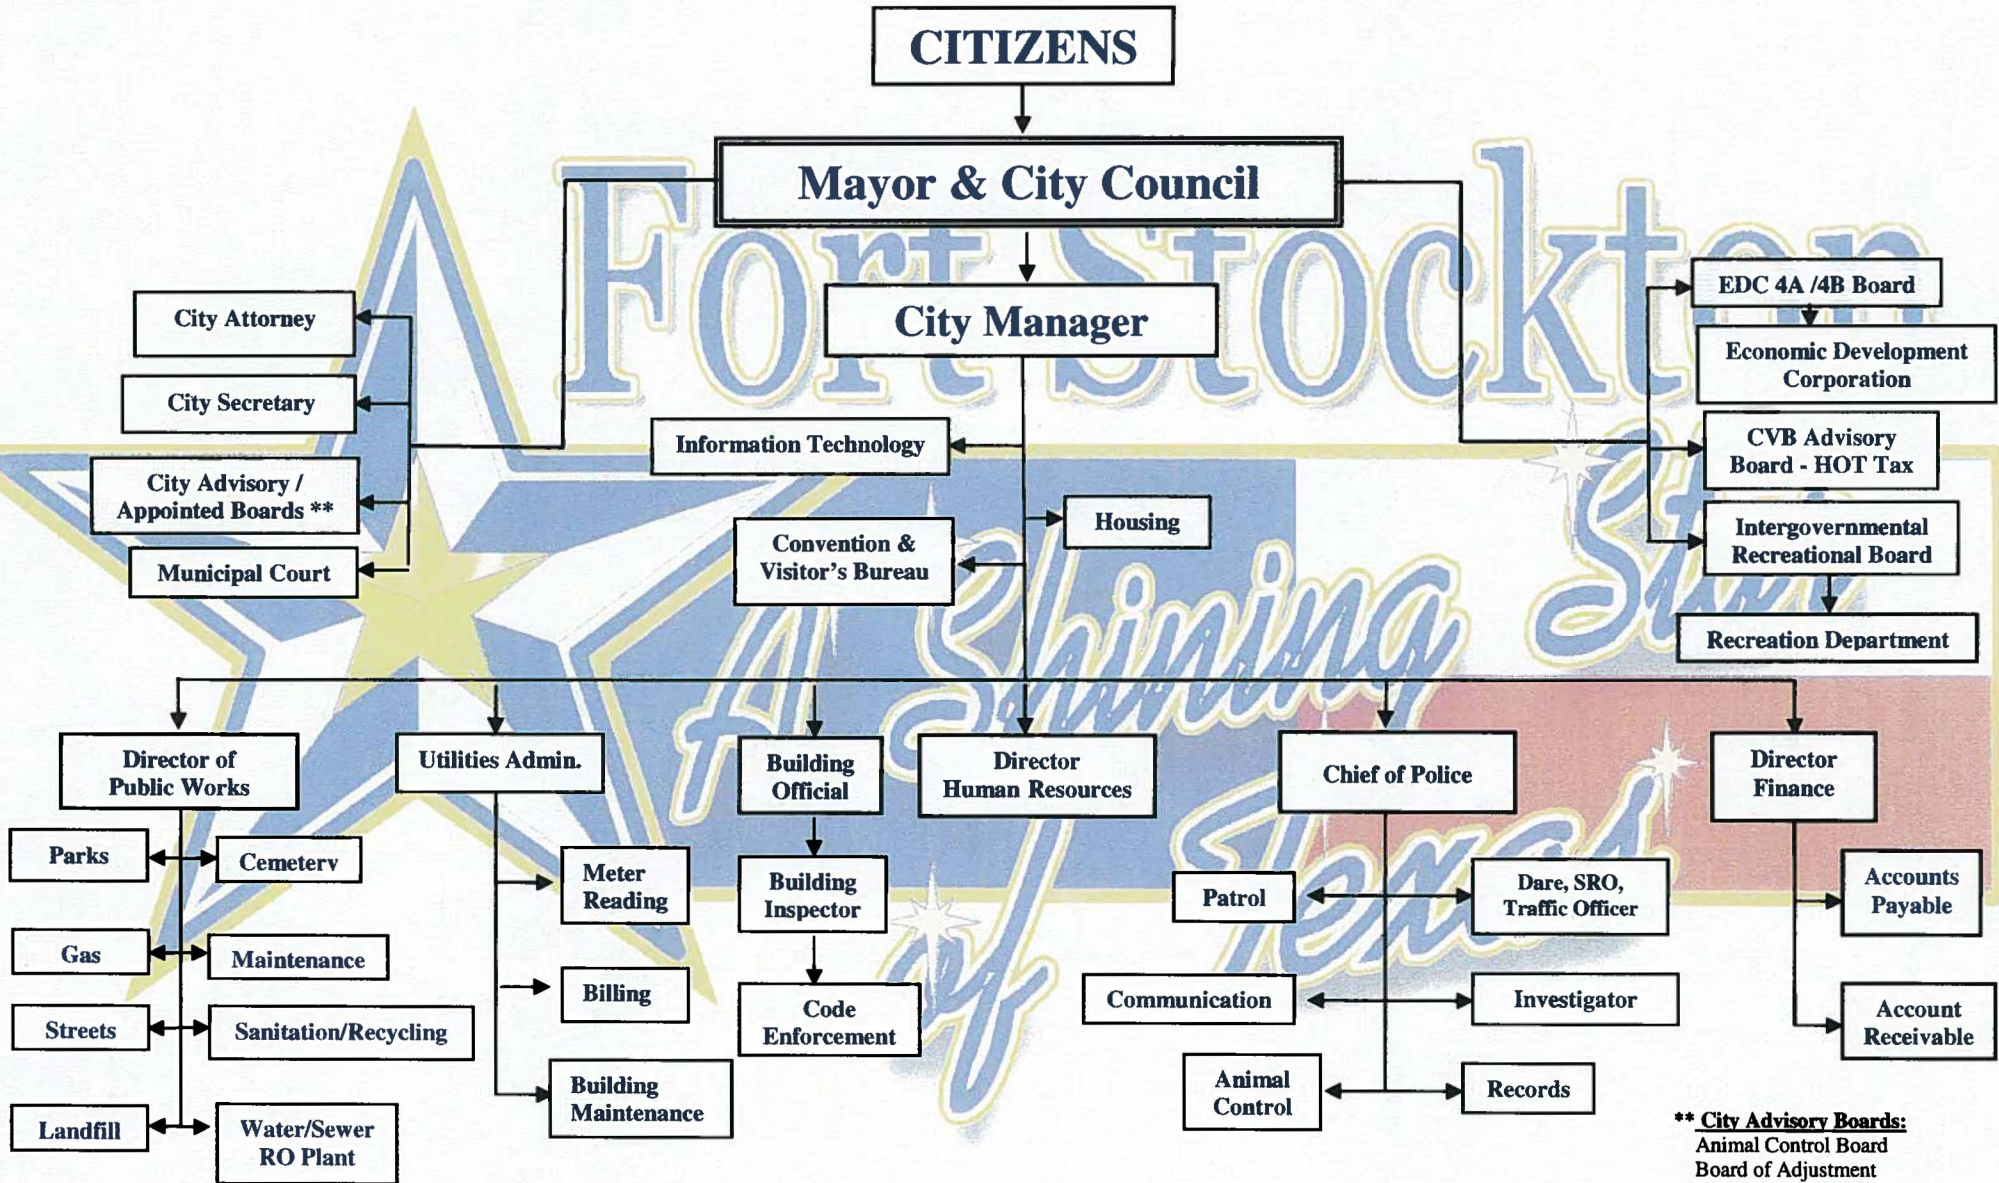 CITIZENS
Mayor & City Council
Fort Stockton
City Manager
City Attorney
City Secretary
City Advisory /
Appointed Boards **
Municipal Court
EDC 4A /4B Board
Economic Development
Corporation
CVB Advisory
Board - HOT Tax
Intergovernmental
Recreational Board
Recreation Department
Information Technology
Housing
Convention &
Visitor's Bureau
A Shining Star
of Texas
Director of
Public Works
Utilities Admin.
Building
Official
Director
Human Resources
Chief of Police
Director
Finance
Parks
Cemetery
Gas
Maintenance
Streets
Sanitation/Recycling
Landfill
Water/Sewer
RO Plant
Meter
Reading
Billing
Building
Maintenance
Building
Inspector
Code
Enforcement
Patrol
Dare, SRO,
Traffic Officer
Communication
Investigator
Animal
Control
Records
Accounts
Payable
Account
Receivable
** City Advisory Boards:
Animal Control Board
Board of Adjustment